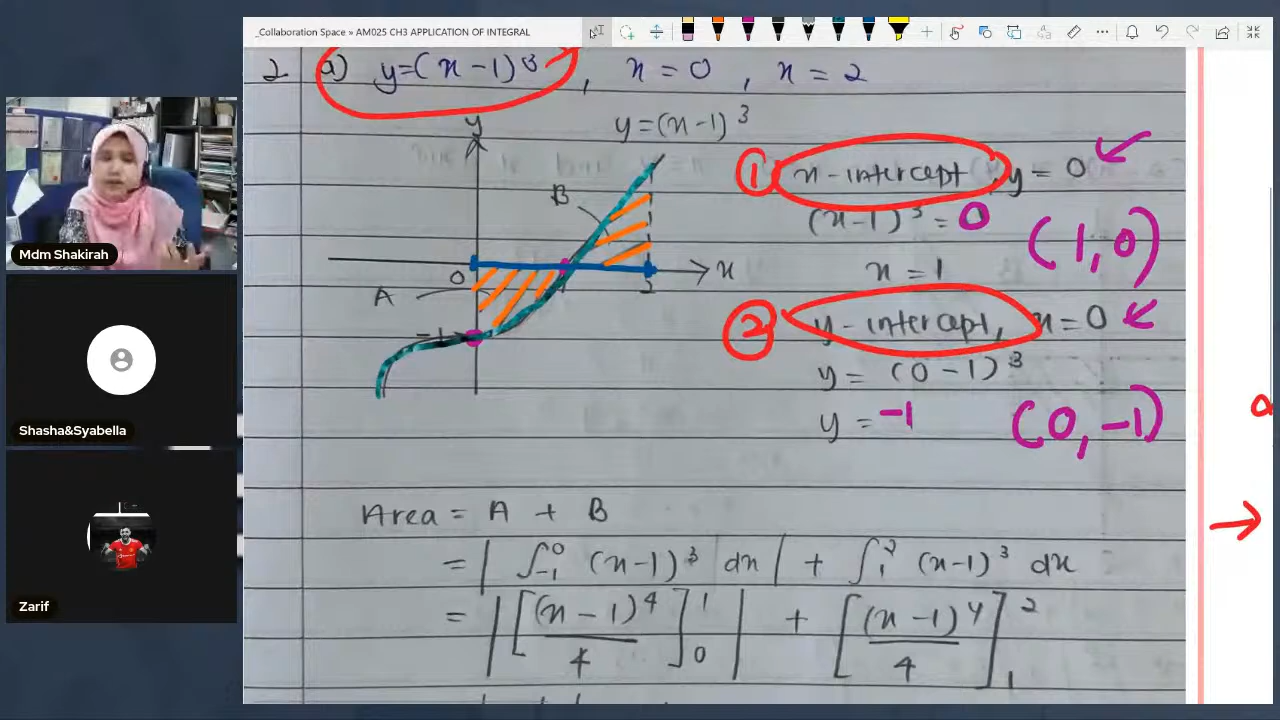 _Collaboration Space » AM025 CH3 APPLICATION OF INTEGRAL
2 a) y=(x-1)³, x = 0, x = 2
y
y=(x-1)³
B
0
2
x
A
-1
① x-intercept, y = 0
(x-1)³ = 0
(1,0)
x = 1
② y-intercept, x = 0
y = (0-1)³
y = -1
(0,-1)
Area = A + B
= |∫₋₁⁰ (x-1)³ dx| + ∫₁² (x-1)³ dx
= |[(x-1)⁴/4]₀¹| + [(x-1)⁴/4]₁²
Mdm Shakirah
Shasha&Syabella
Zarif